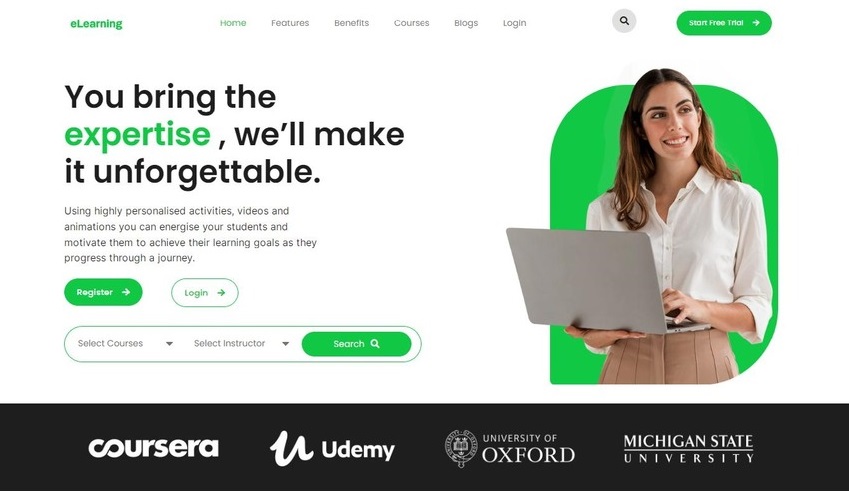 eLearning
Home Features Benefits Courses Blogs Login
Start Free Trial
You bring the
expertise , we’ll make
it unforgettable.
Using highly personalised activities, videos and
animations you can energise your students and
motivate them to achieve their learning goals as they
progress through a journey.
Register
Login
Select Courses
Select Instructor
Search
coursera
Udemy
UNIVERSITY OF
OXFORD
MICHIGAN STATE
UNIVERSITY